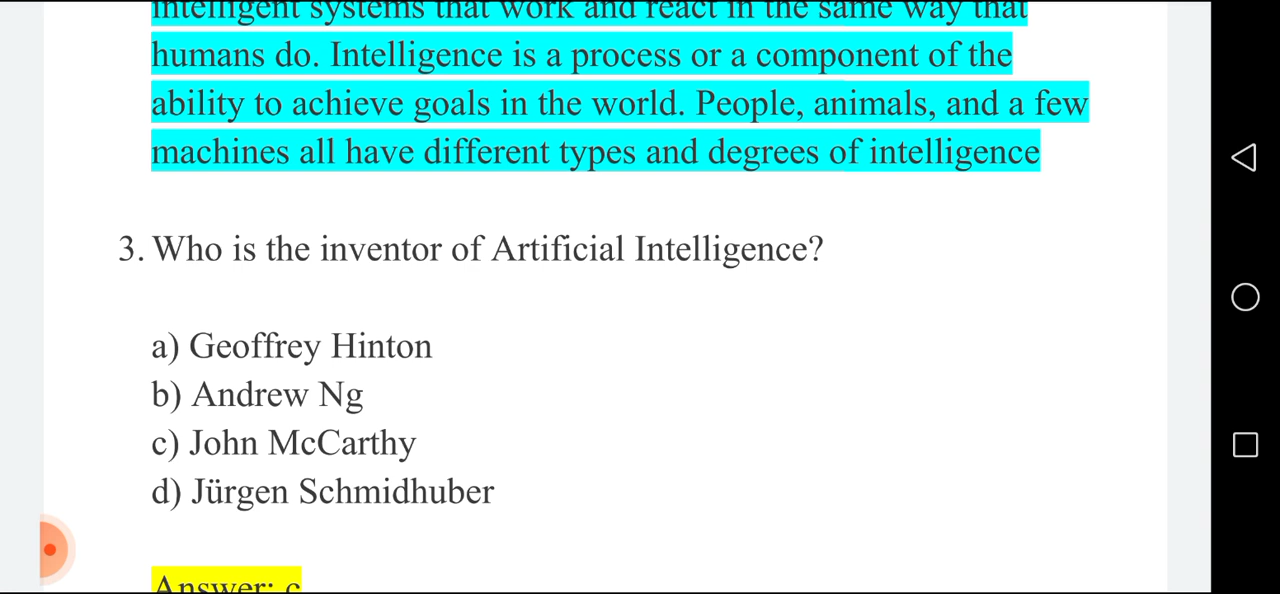 intelligent systems that work and react in the same way that
humans do. Intelligence is a process or a component of the
ability to achieve goals in the world. People, animals, and a few
machines all have different types and degrees of intelligence
3. Who is the inventor of Artificial Intelligence?
a) Geoffrey Hinton
b) Andrew Ng
c) John McCarthy
d) Jürgen Schmidhuber
Answer: c